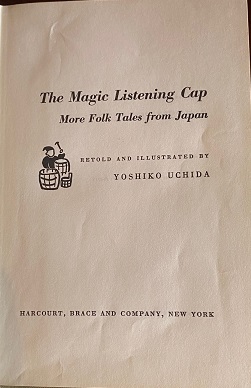 The Magic Listening Cap
More Folk Tales from Japan
RETOLD AND ILLUSTRATED BY
YOSHIKO UCHIDA
HARCOURT, BRACE AND COMPANY, NEW YORK